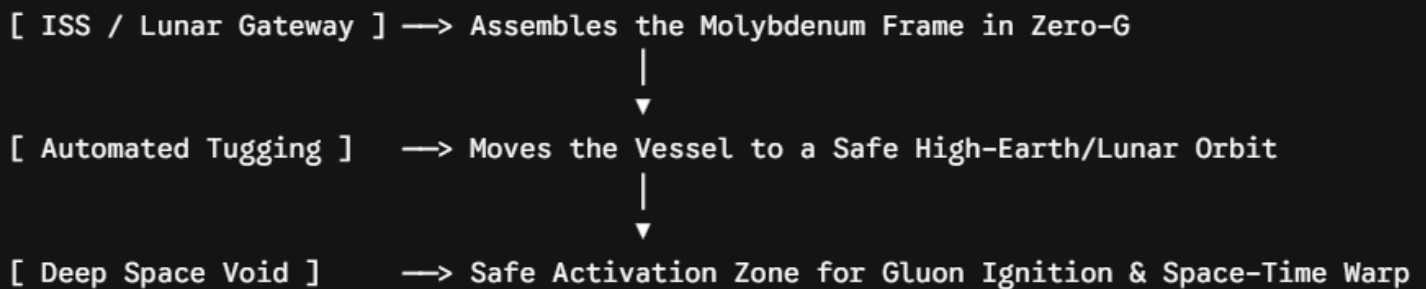 [ ISS / Lunar Gateway ] ──> Assembles the Molybdenum Frame in Zero-G
│
▼
[ Automated Tugging ] ──> Moves the Vessel to a Safe High-Earth/Lunar Orbit
│
▼
[ Deep Space Void ] ──> Safe Activation Zone for Gluon Ignition & Space-Time Warp